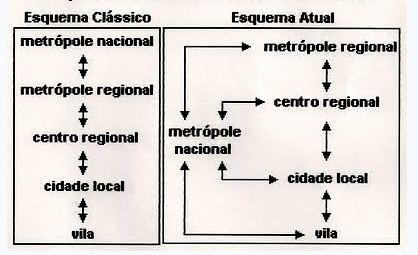 Esquema Clássico
metrópole nacional
metrópole regional
centro regional
cidade local
vila
Esquema Atual
metrópole regional
centro regional
metrópole
nacional
cidade local
vila